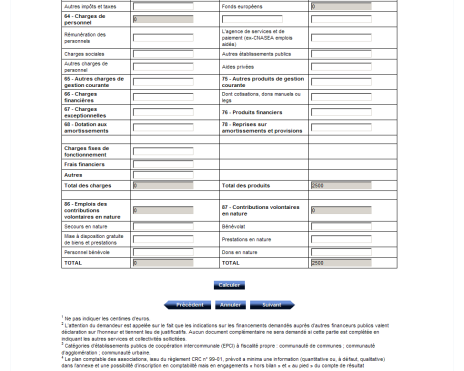 Autres impôts et taxes
Fonds européens
0
64 - Charges de
personnel
0
Rémunération des
personnels
L'agence de services et de
paiement (ex-CNASEA emplois
aidés)
Charges sociales
Autres établissements publics
Autres charges de
personnel
Aides privées
65 - Autres charges de
gestion courante
75 - Autres produits de gestion
courante
66 - Charges
financières
Dont cotisations, dons manuels ou
legs
67 - Charges
exceptionnelles
76 - Produits financiers
68 - Dotation aux
amortissements
78 - Reprises sur
amortissements et provisions
Charges fixes de
fonctionnement
Frais financiers
Autres
Total des charges
0
Total des produits
2500
86 - Emplois des
contributions
volontaires en nature
0
87 - Contributions volontaires
en nature
0
Secours en nature
Bénévolat
Mise à disposition gratuite
de biens et prestations
Prestations en nature
Personnel bénévole
Dons en nature
TOTAL
0
TOTAL
2500
Calculer
Précédent
Annuler
Suivant
1 Ne pas indiquer les centimes d'euros.
2 L'attention du demandeur est appelée sur le fait que les indications sur les financements demandés auprès d'autres financeurs publics valent
déclaration sur l'honneur et tiennent lieu de justificatifs. Aucun document complémentaire ne sera demandé si cette partie est complétée en
indiquant les autres services et collectivités sollicitées.
3 Catégories d'établissements publics de coopération intercommunale (EPCI) à fiscalité propre : communauté de communes ; communauté
d'agglomération ; communauté urbaine.
4 Le plan comptable des associations, issu du règlement CRC n° 99-01, prévoit a minima une information (quantitative ou, à défaut, qualitative)
dans l'annexe et une possibilité d'inscription en comptabilité mais en engagements « hors bilan » et « au pied » du compte de résultat